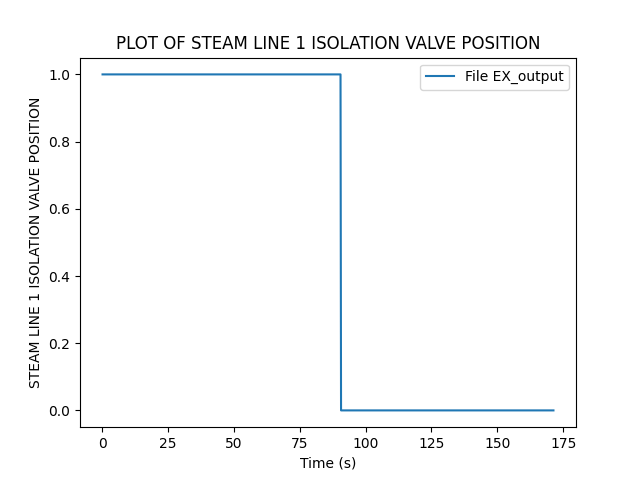 PLOT OF STEAM LINE 1 ISOLATION VALVE POSITION
File EX_output
STEAM LINE 1 ISOLATION VALVE POSITION
1.0
0.8
0.6
0.4
0.2
0.0
0 25 50 75 100 125 150 175
Time (s)